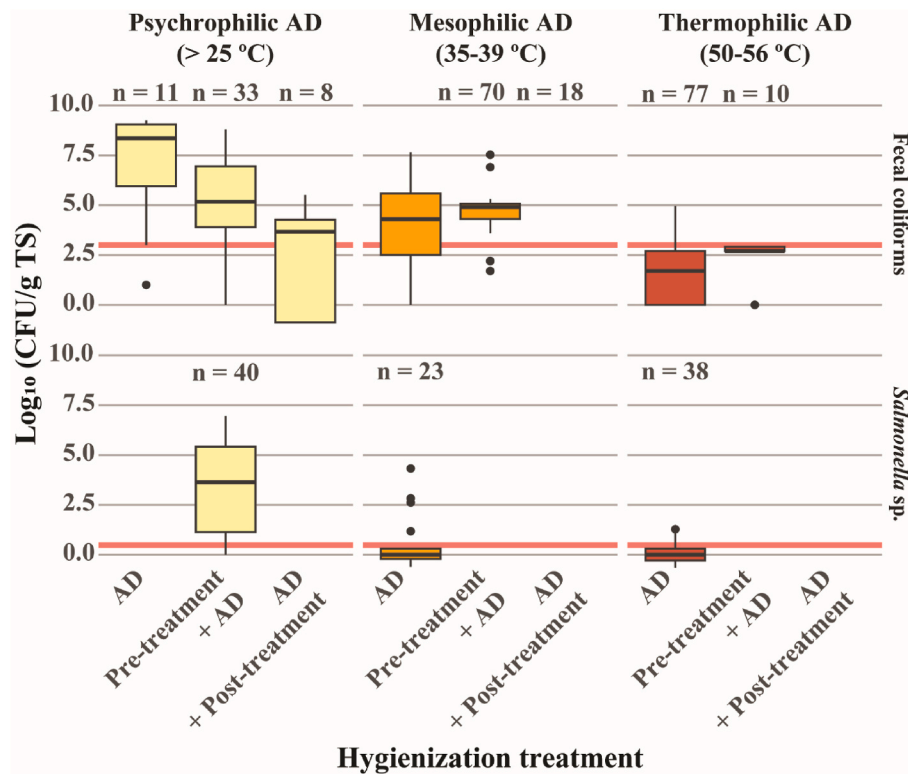 Psychrophilic AD
(> 25 ºC)
Mesophilic AD
(35-39 ºC)
Thermophilic AD
(50-56 ºC)
n = 11 n = 33 n = 8
n = 70 n = 18
n = 77 n = 10
10.0
7.5
5.0
2.5
0.0
Fecal coliforms
Log₁₀ (CFU/g TS)
10.0
7.5
5.0
2.5
0.0
n = 40
n = 23
n = 38
Salmonella sp.
AD
Pre-treatment
+ AD
AD
+ Post-treatment
AD
Pre-treatment
+ AD
AD
+ Post-treatment
AD
Pre-treatment
+ AD
AD
+ Post-treatment
Hygienization treatment